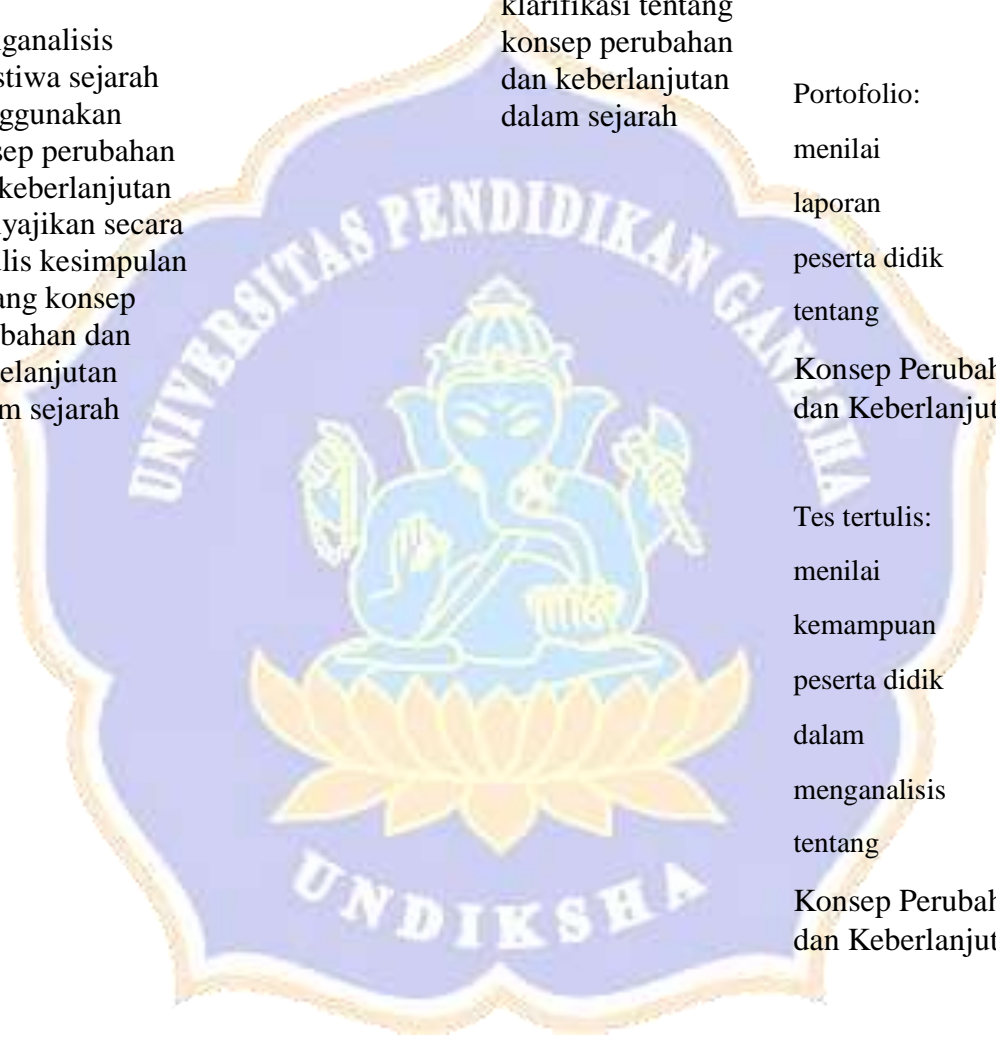 nganalisis
stiwa sejarah
ggunakan
sep perubahan
keberlanjutan
yajikan secara
lis kesimpulan
ang konsep
bahan dan
elanjutan
m sejarah
klarifikasi tentang
konsep perubahan
dan keberlanjutan
dalam sejarah
Portofolio:
menilai
laporan
peserta didik
tentang
Konsep Perubah
dan Keberlanjut
Tes tertulis:
menilai
kemampuan
peserta didik
dalam
menganalisis
tentang
Konsep Perubah
dan Keberlanjut
UNIVERSITAS PENDIDIKAN GANESHA
UNDIKSHA